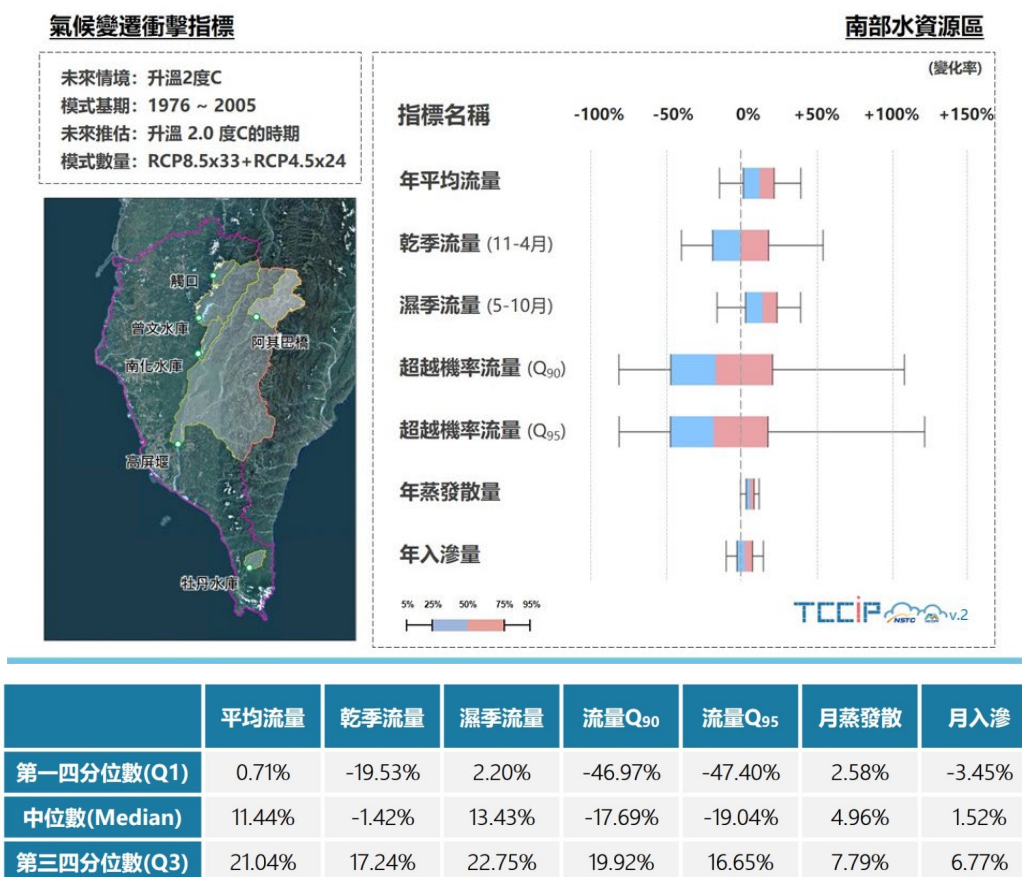 氣候變遷衝擊指標
南部水資源區
未來情境：升溫2度C
模式基期：1976 ~ 2005
未來推估：升溫 2.0 度C的時期
模式數量：RCP8.5x33+RCP4.5x24
觸口
曾文水庫
阿其巴橋
南化水庫
高屏堰
牡丹水庫
(變化率)
指標名稱 -100% -50% 0% +50% +100% +150%
年平均流量
乾季流量 (11-4月)
濕季流量 (5-10月)
超越機率流量 (Q90)
超越機率流量 (Q95)
年蒸發散量
年入滲量
5% 25% 50% 75% 95%
TCCiP NSTC v.2
平均流量 乾季流量 濕季流量 流量Q90 流量Q95 月蒸發散 月入滲
第一四分位數(Q1) 0.71% -19.53% 2.20% -46.97% -47.40% 2.58% -3.45%
中位數(Median) 11.44% -1.42% 13.43% -17.69% -19.04% 4.96% 1.52%
第三四分位數(Q3) 21.04% 17.24% 22.75% 19.92% 16.65% 7.79% 6.77%